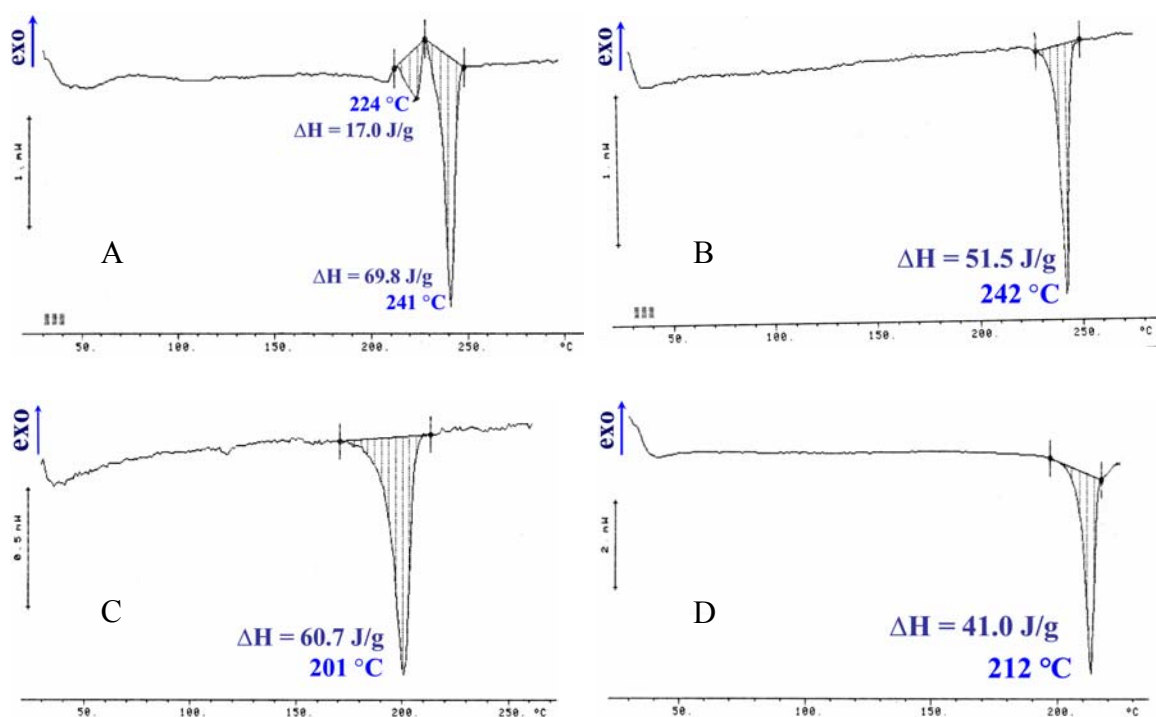 exo
224 °C
ΔH = 17.0 J/g
1. mW
A
ΔH = 69.8 J/g
241 °C
50. 100. 150. 200. 250. °C
exo
1. mW
B
ΔH = 51.5 J/g
242 °C
50. 100. 150. 200. 250. °C
exo
0.5 mW
C
ΔH = 60.7 J/g
201 °C
50. 100. 150. 200. 250. °C
exo
2. mW
D
ΔH = 41.0 J/g
212 °C
50. 100. 150. 200. °C